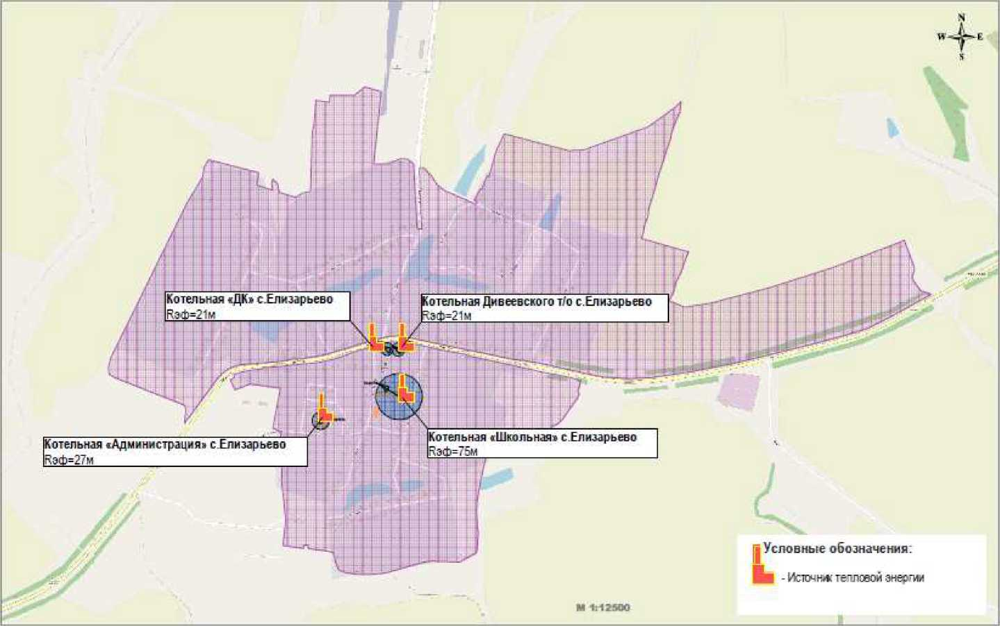 N
W E
S
Котельная «ДК» с.Елизарьево
Rэф=21м
Котельная Дивеевского т/о с.Елизарьево
Rэф=21м
Котельная «Администрация» с.Елизарьево
Rэф=27м
Котельная «Школьная» с.Елизарьево
Rэф=75м
Условные обозначения:
- Источник тепловой энергии
М 1:12500